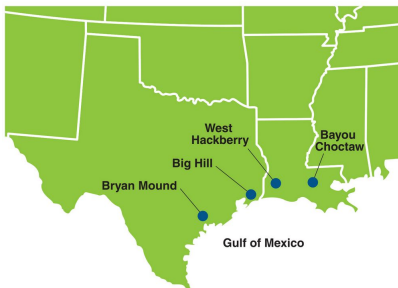 West
Hackberry
Bayou
Choctaw
Big Hill
Bryan Mound
Gulf of Mexico